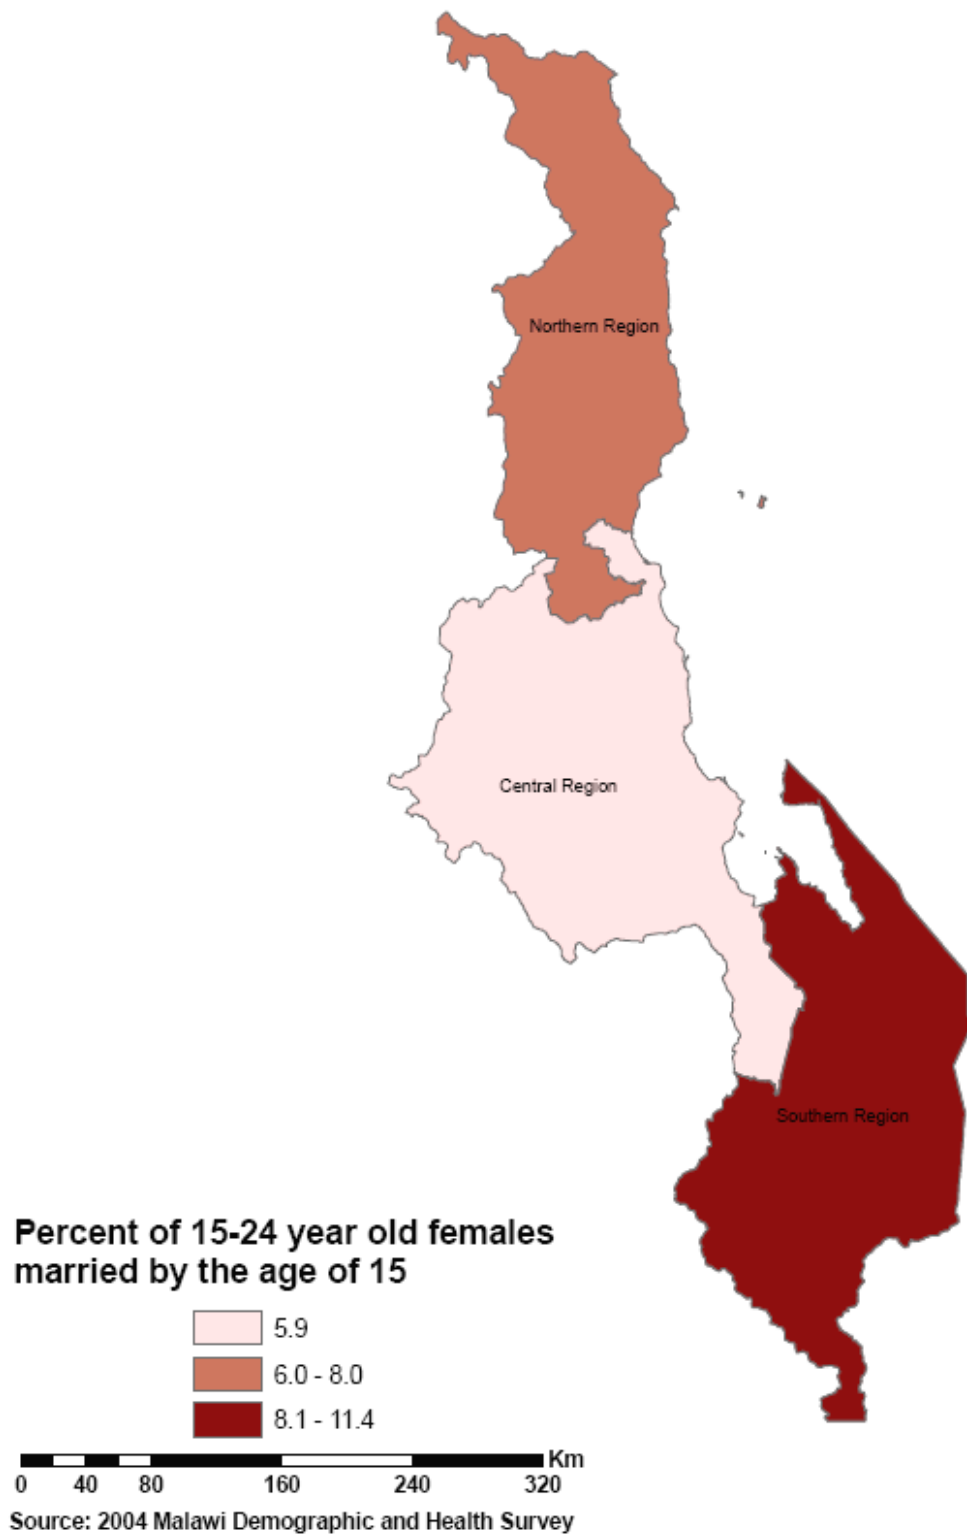 Northern Region
Central Region
Southern Region
Percent of 15-24 year old females
married by the age of 15
5.9
6.0 - 8.0
8.1 - 11.4
Km
0 40 80 160 240 320
Source: 2004 Malawi Demographic and Health Survey